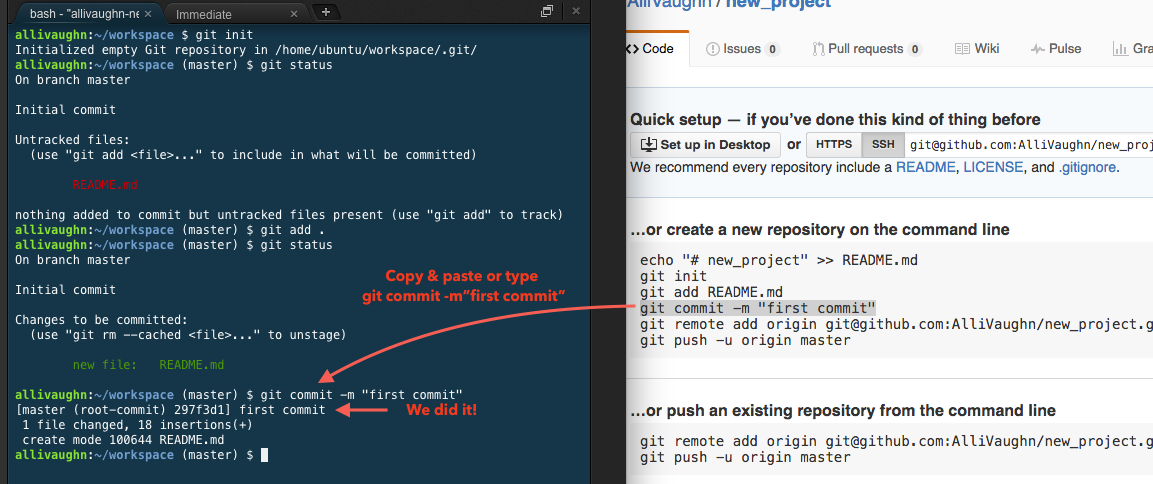 bash - "allivaughn-ne
Immediate
allivaughn:~/workspace $ git init
Initialized empty Git repository in /home/ubuntu/workspace/.git/
allivaughn:~/workspace (master) $ git status
On branch master
Initial commit
Untracked files:
(use "git add <file>..." to include in what will be committed)
README.md
nothing added to commit but untracked files present (use "git add" to track)
allivaughn:~/workspace (master) $ git add .
allivaughn:~/workspace (master) $ git status
On branch master
Initial commit
Changes to be committed:
(use "git rm --cached <file>..." to unstage)
new file:   README.md
allivaughn:~/workspace (master) $ git commit -m "first commit"
[master (root-commit) 297f3d1] first commit
1 file changed, 18 insertions(+)
create mode 100644 README.md
allivaughn:~/workspace (master) $
Copy & paste or type
git commit -m"first commit"
We did it!
AlliVaughn / new_project
Code
Issues 0
Pull requests 0
Wiki
Pulse
Gra
Quick setup — if you've done this kind of thing before
Set up in Desktop or HTTPS SSH git@github.com:AlliVaughn/new_proj
We recommend every repository include a README, LICENSE, and .gitignore.
…or create a new repository on the command line
echo "# new_project" >> README.md
git init
git add README.md
git commit -m "first commit"
git remote add origin git@github.com:AlliVaughn/new_project.g
git push -u origin master
…or push an existing repository from the command line
git remote add origin git@github.com:AlliVaughn/new_project.g
git push -u origin master